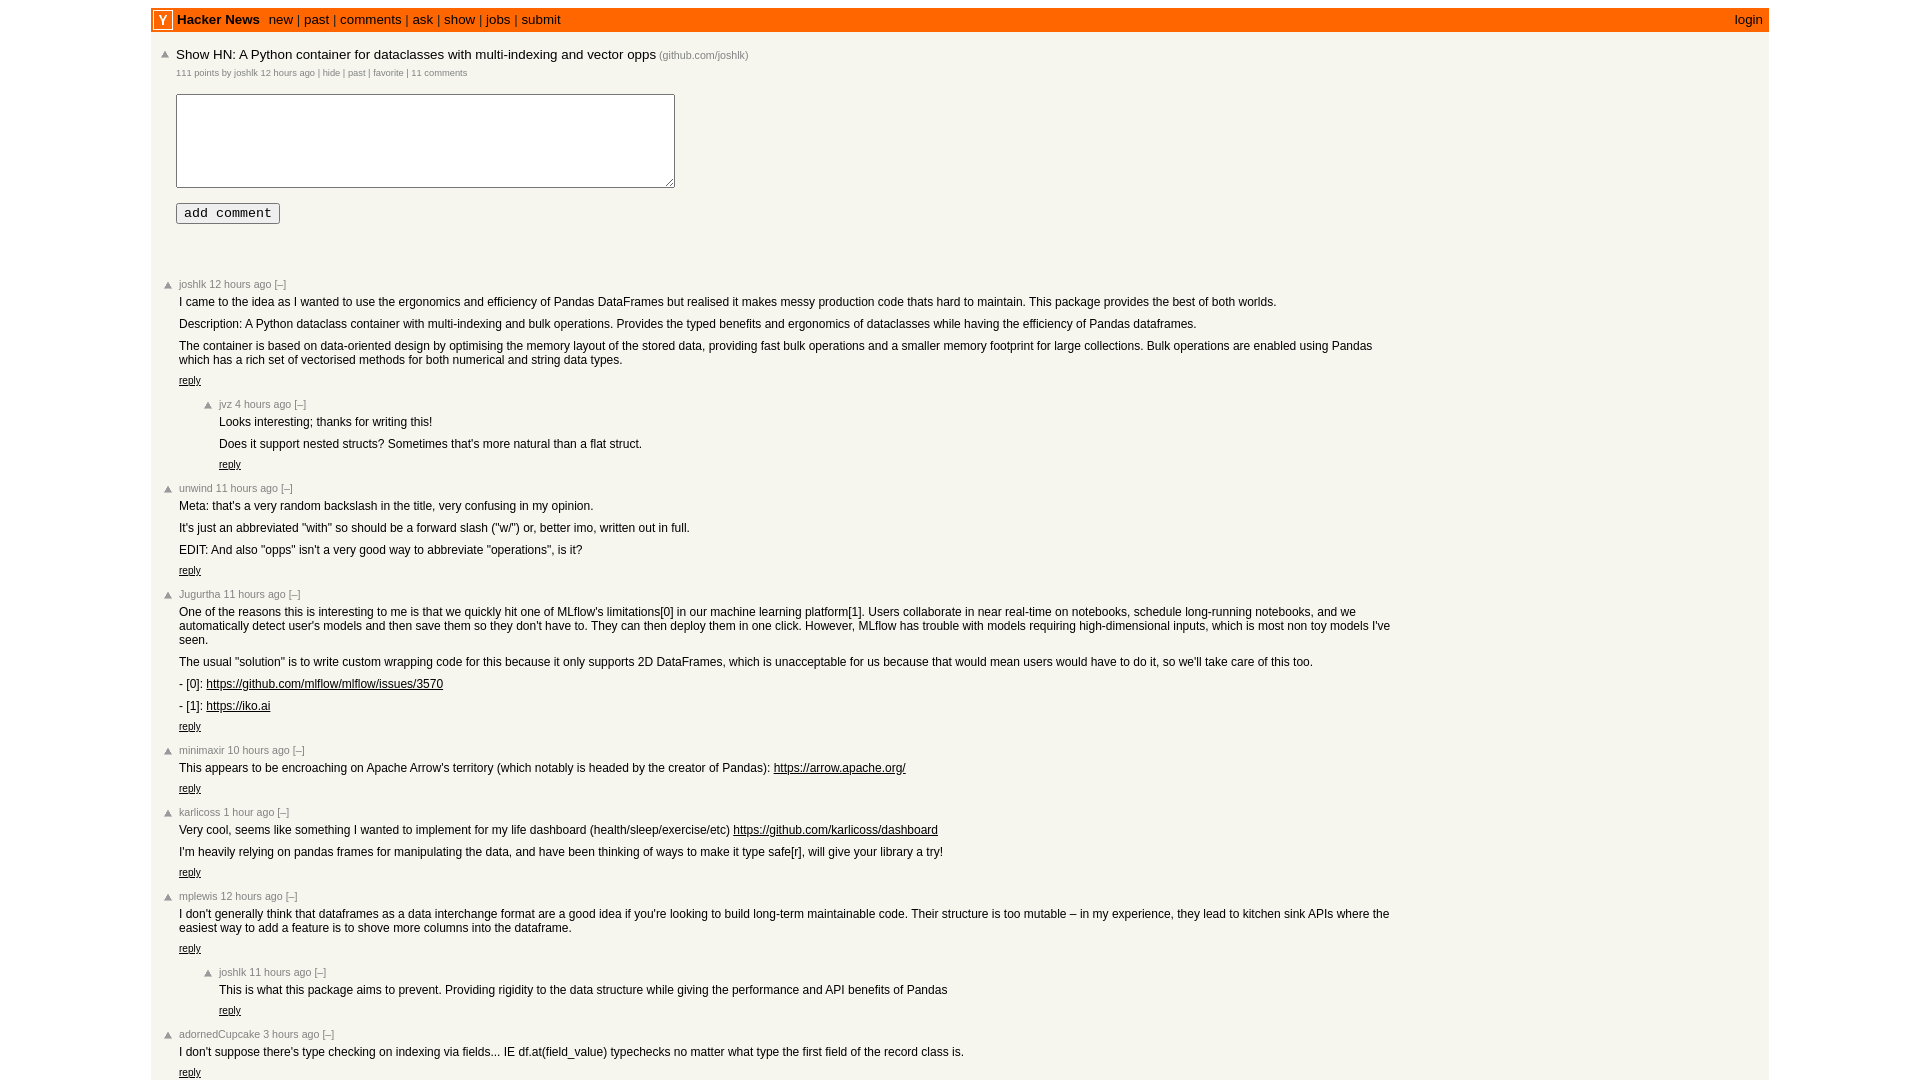 Y Hacker News new | past | comments | ask | show | jobs | submit login
Show HN: A Python container for dataclasses with multi-indexing and vector opps (github.com/joshlk)
111 points by joshlk 12 hours ago | hide | past | favorite | 11 comments
add comment
joshlk 12 hours ago [–]
I came to the idea as I wanted to use the ergonomics and efficiency of Pandas DataFrames but realised it makes messy production code thats hard to maintain. This package provides the best of both worlds.
Description: A Python dataclass container with multi-indexing and bulk operations. Provides the typed benefits and ergonomics of dataclasses while having the efficiency of Pandas dataframes.
The container is based on data-oriented design by optimising the memory layout of the stored data, providing fast bulk operations and a smaller memory footprint for large collections. Bulk operations are enabled using Pandas
which has a rich set of vectorised methods for both numerical and string data types.
reply
jvz 4 hours ago [–]
Looks interesting; thanks for writing this!
Does it support nested structs? Sometimes that's more natural than a flat struct.
reply
unwind 11 hours ago [–]
Meta: that's a very random backslash in the title, very confusing in my opinion.
It's just an abbreviated "with" so should be a forward slash ("w/") or, better imo, written out in full.
EDIT: And also "opps" isn't a very good way to abbreviate "operations", is it?
reply
Jugurtha 11 hours ago [–]
One of the reasons this is interesting to me is that we quickly hit one of MLflow's limitations[0] in our machine learning platform[1]. Users collaborate in near real-time on notebooks, schedule long-running notebooks, and we
automatically detect user's models and then save them so they don't have to. They can then deploy them in one click. However, MLflow has trouble with models requiring high-dimensional inputs, which is most non toy models I've
seen.
The usual "solution" is to write custom wrapping code for this because it only supports 2D DataFrames, which is unacceptable for us because that would mean users would have to do it, so we'll take care of this too.
- [0]: https://github.com/mlflow/mlflow/issues/3570
- [1]: https://iko.ai
reply
minimaxir 10 hours ago [–]
This appears to be encroaching on Apache Arrow's territory (which notably is headed by the creator of Pandas): https://arrow.apache.org/
reply
karlicoss 1 hour ago [–]
Very cool, seems like something I wanted to implement for my life dashboard (health/sleep/exercise/etc) https://github.com/karlicoss/dashboard
I'm heavily relying on pandas frames for manipulating the data, and have been thinking of ways to make it type safe[r], will give your library a try!
reply
mplewis 12 hours ago [–]
I don't generally think that dataframes as a data interchange format are a good idea if you're looking to build long-term maintainable code. Their structure is too mutable – in my experience, they lead to kitchen sink APIs where the
easiest way to add a feature is to shove more columns into the dataframe.
reply
joshlk 11 hours ago [–]
This is what this package aims to prevent. Providing rigidity to the data structure while giving the performance and API benefits of Pandas
reply
adornedCupcake 3 hours ago [–]
I don't suppose there's type checking on indexing via fields... IE df.at(field_value) typechecks no matter what type the first field of the record class is.
reply